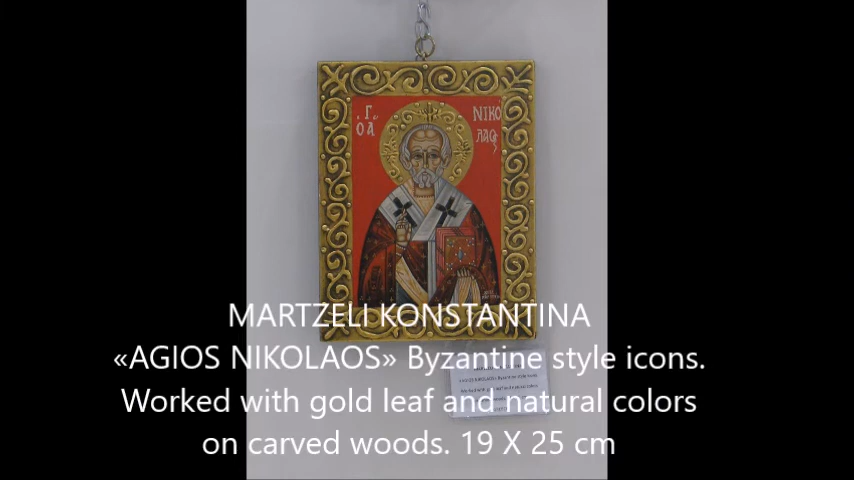 Ο ΑΓ
ΝΙΚΟ
ΛΑΟς
MARTZELI KONSTANTINA
«AGIOS NIKOLAOS» Byzantine style icons.
Worked with gold leaf and natural colors
on carved woods. 19 X 25 cm